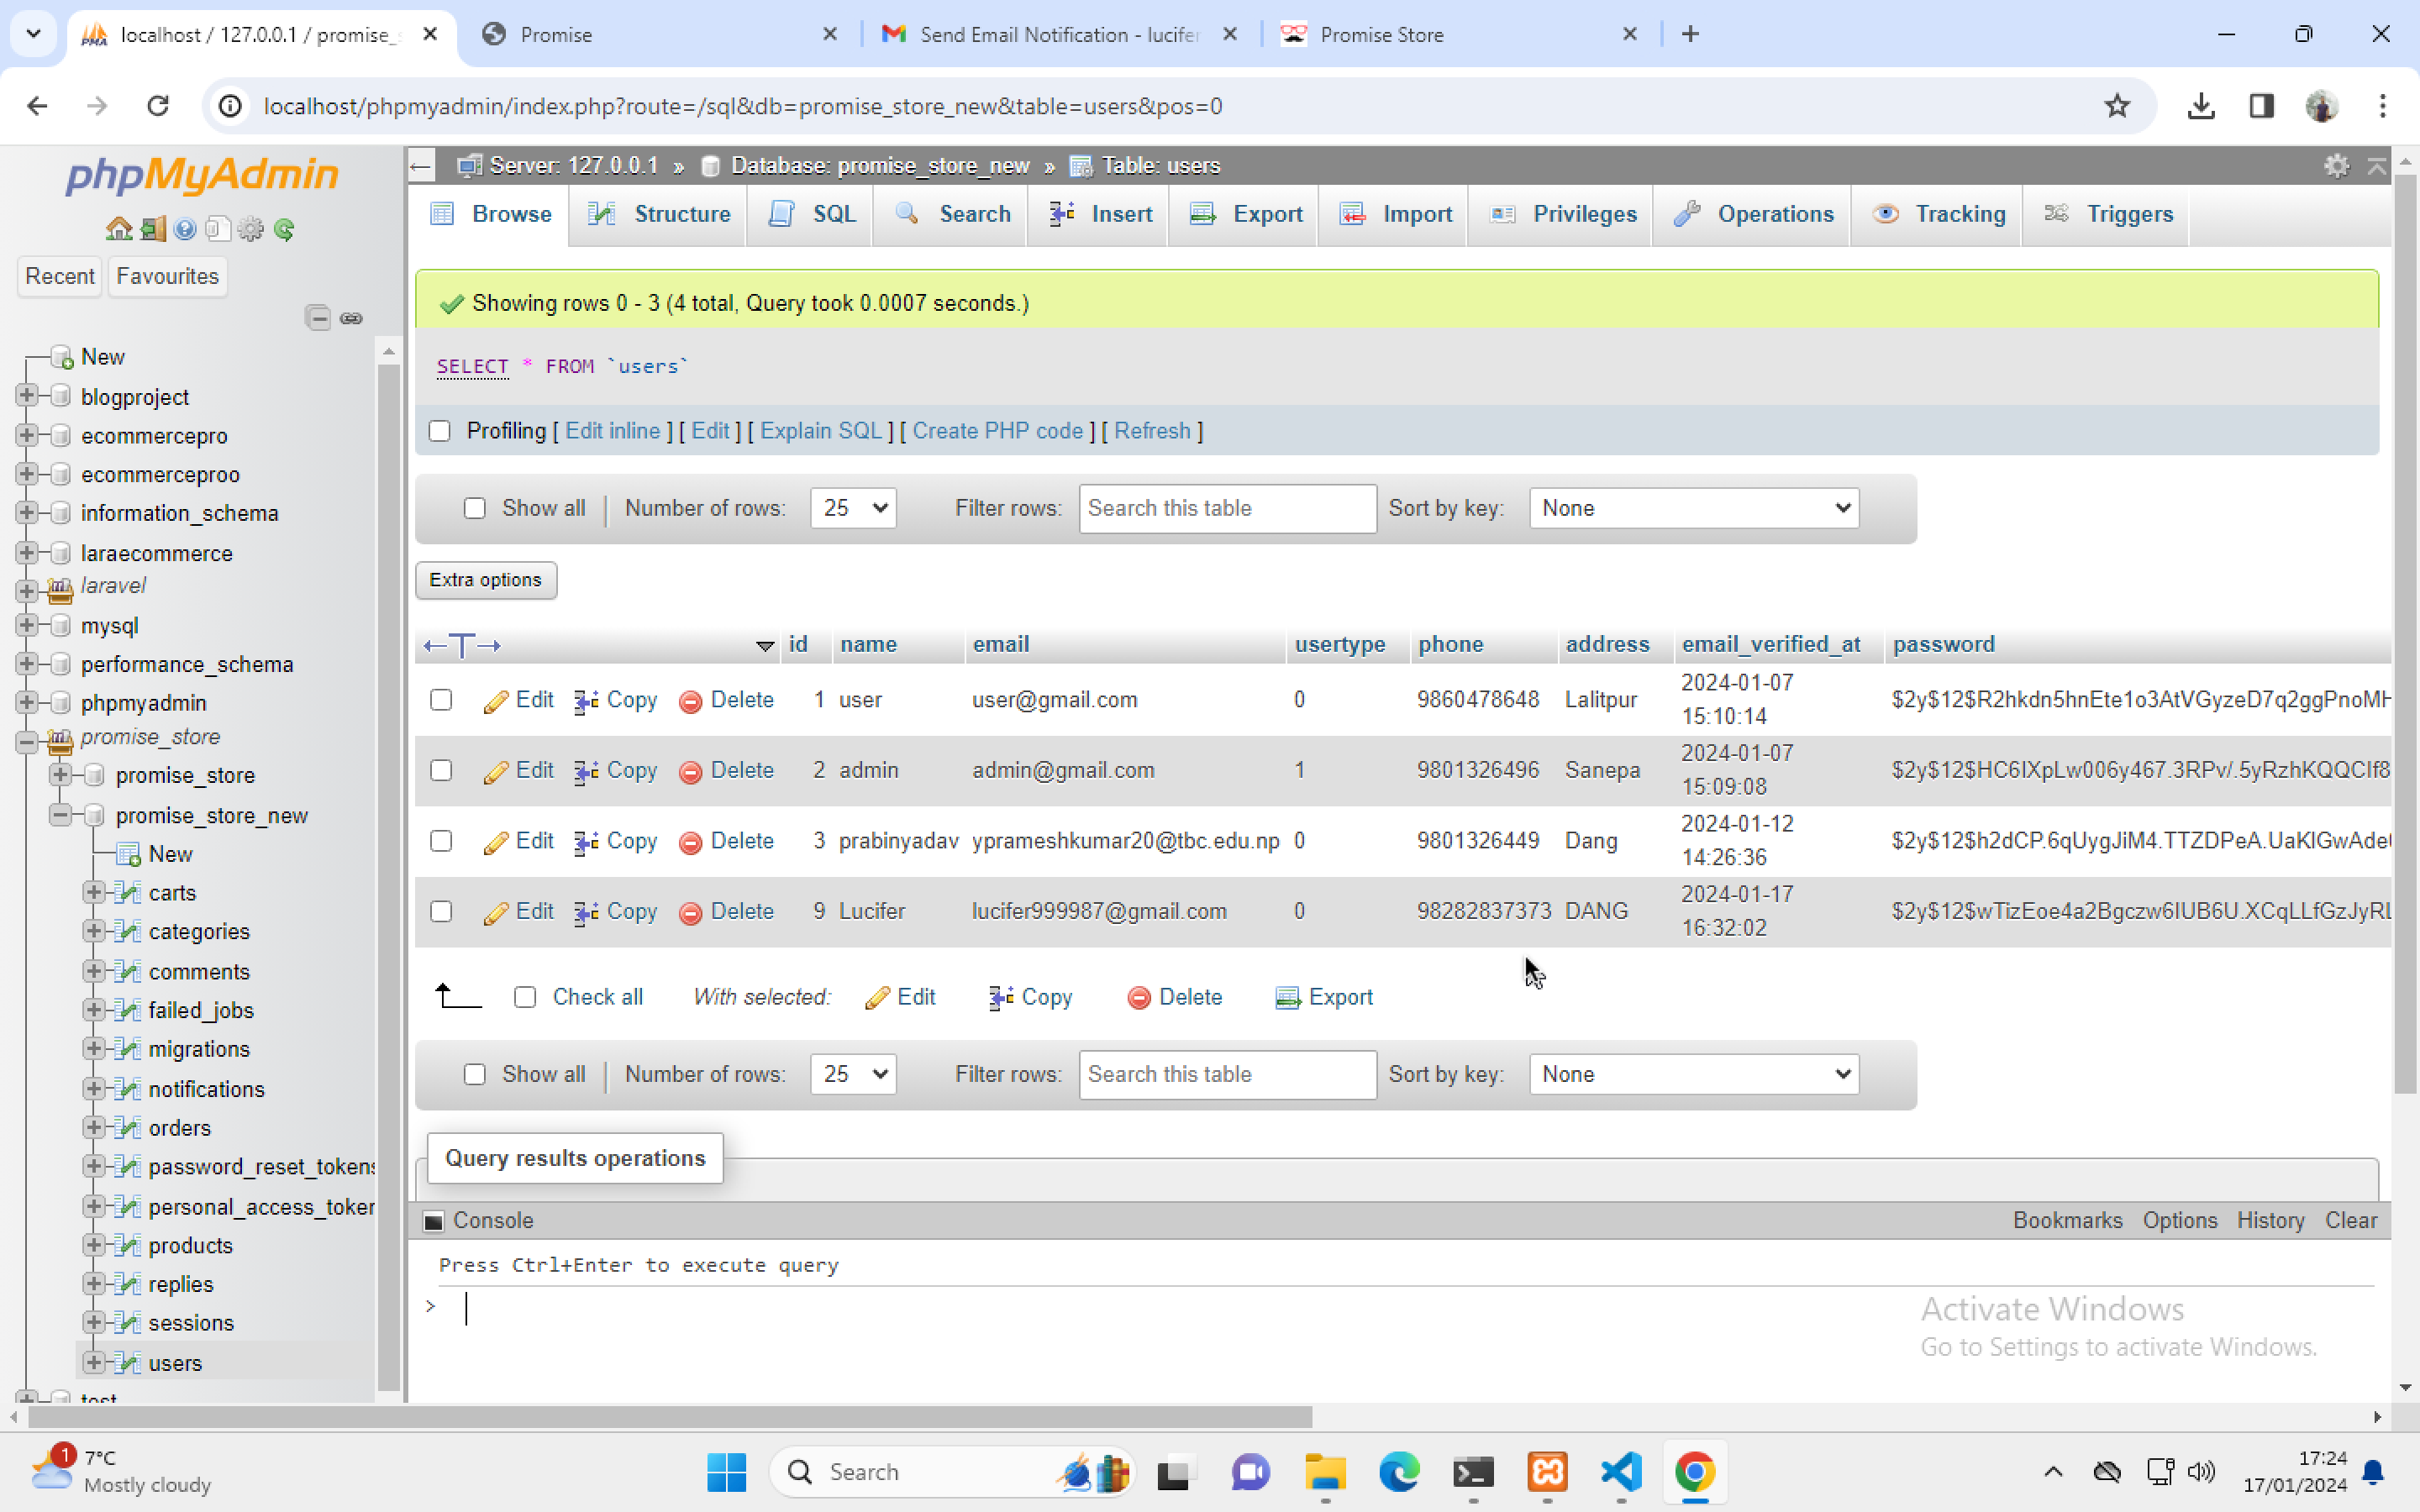 localhost / 127.0.0.1 / promise_s
Promise
Send Email Notification - lucifer
Promise Store
localhost/phpmyadmin/index.php?route=/sql&db=promise_store_new&table=users&pos=0
phpMyAdmin
Recent Favourites
New
blogproject
ecommercepro
ecommerceproo
information_schema
laraecommerce
laravel
mysql
performance_schema
phpmyadmin
promise_store
promise_store
promise_store_new
New
carts
categories
comments
failed_jobs
migrations
notifications
orders
password_reset_tokens
personal_access_token
products
replies
sessions
users
test
Server: 127.0.0.1 » Database: promise_store_new » Table: users
Browse Structure SQL Search Insert Export Import Privileges Operations Tracking Triggers
Showing rows 0 - 3 (4 total, Query took 0.0007 seconds.)
SELECT * FROM `users`
Profiling [ Edit inline ] [ Edit ] [ Explain SQL ] [ Create PHP code ] [ Refresh ]
Show all Number of rows: 25 Filter rows: Search this table Sort by key: None
Extra options
id name email usertype phone address email_verified_at password
Edit Copy Delete 1 user user@gmail.com 0 9860478648 Lalitpur 2024-01-07 15:10:14 $2y$12$R2hkdn5hnEte1o3AtVGyzeD7q2ggPnoMH
Edit Copy Delete 2 admin admin@gmail.com 1 9801326496 Sanepa 2024-01-07 15:09:08 $2y$12$HC6IXpLw006y467.3RPv/.5yRzhKQQCIf8
Edit Copy Delete 3 prabinyadav yprameshkumar20@tbc.edu.np 0 9801326449 Dang 2024-01-12 14:26:36 $2y$12$h2dCP.6qUygJiM4.TTZDPeA.UaKIGwAde
Edit Copy Delete 9 Lucifer lucifer999987@gmail.com 0 98282837373 DANG 2024-01-17 16:32:02 $2y$12$wTizEoe4a2Bgczw6IUB6U.XCqLLfGzJyRL
Check all With selected: Edit Copy Delete Export
Show all Number of rows: 25 Filter rows: Search this table Sort by key: None
Query results operations
Console Bookmarks Options History Clear
Press Ctrl+Enter to execute query
>
Activate Windows
Go to Settings to activate Windows.
1
7°C
Mostly cloudy
Search
17:24
17/01/2024